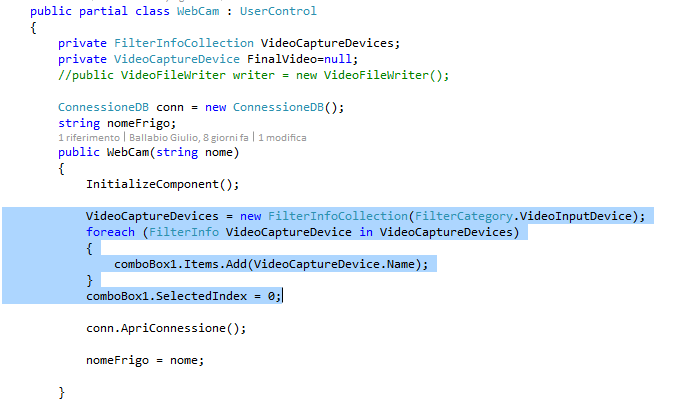 public partial class WebCam : UserControl
{
private FilterInfoCollection VideoCaptureDevices;
private VideoCaptureDevice FinalVideo=null;
//public VideoFileWriter writer = new VideoFileWriter();
ConnessioneDB conn = new ConnessioneDB();
string nomeFrigo;
1 riferimento | Ballabio Giulio, 8 giorni fa | 1 modifica
public WebCam(string nome)
{
InitializeComponent();
VideoCaptureDevices = new FilterInfoCollection(FilterCategory.VideoInputDevice);
foreach (FilterInfo VideoCaptureDevice in VideoCaptureDevices)
{
comboBox1.Items.Add(VideoCaptureDevice.Name);
}
comboBox1.SelectedIndex = 0;
conn.ApriConnessione();
nomeFrigo = nome;
}